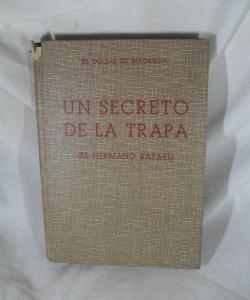 EL DUQUE DE MAQUEDA
UN SECRETO
DE LA TRAPA
(EL HERMANO RAFAEL)